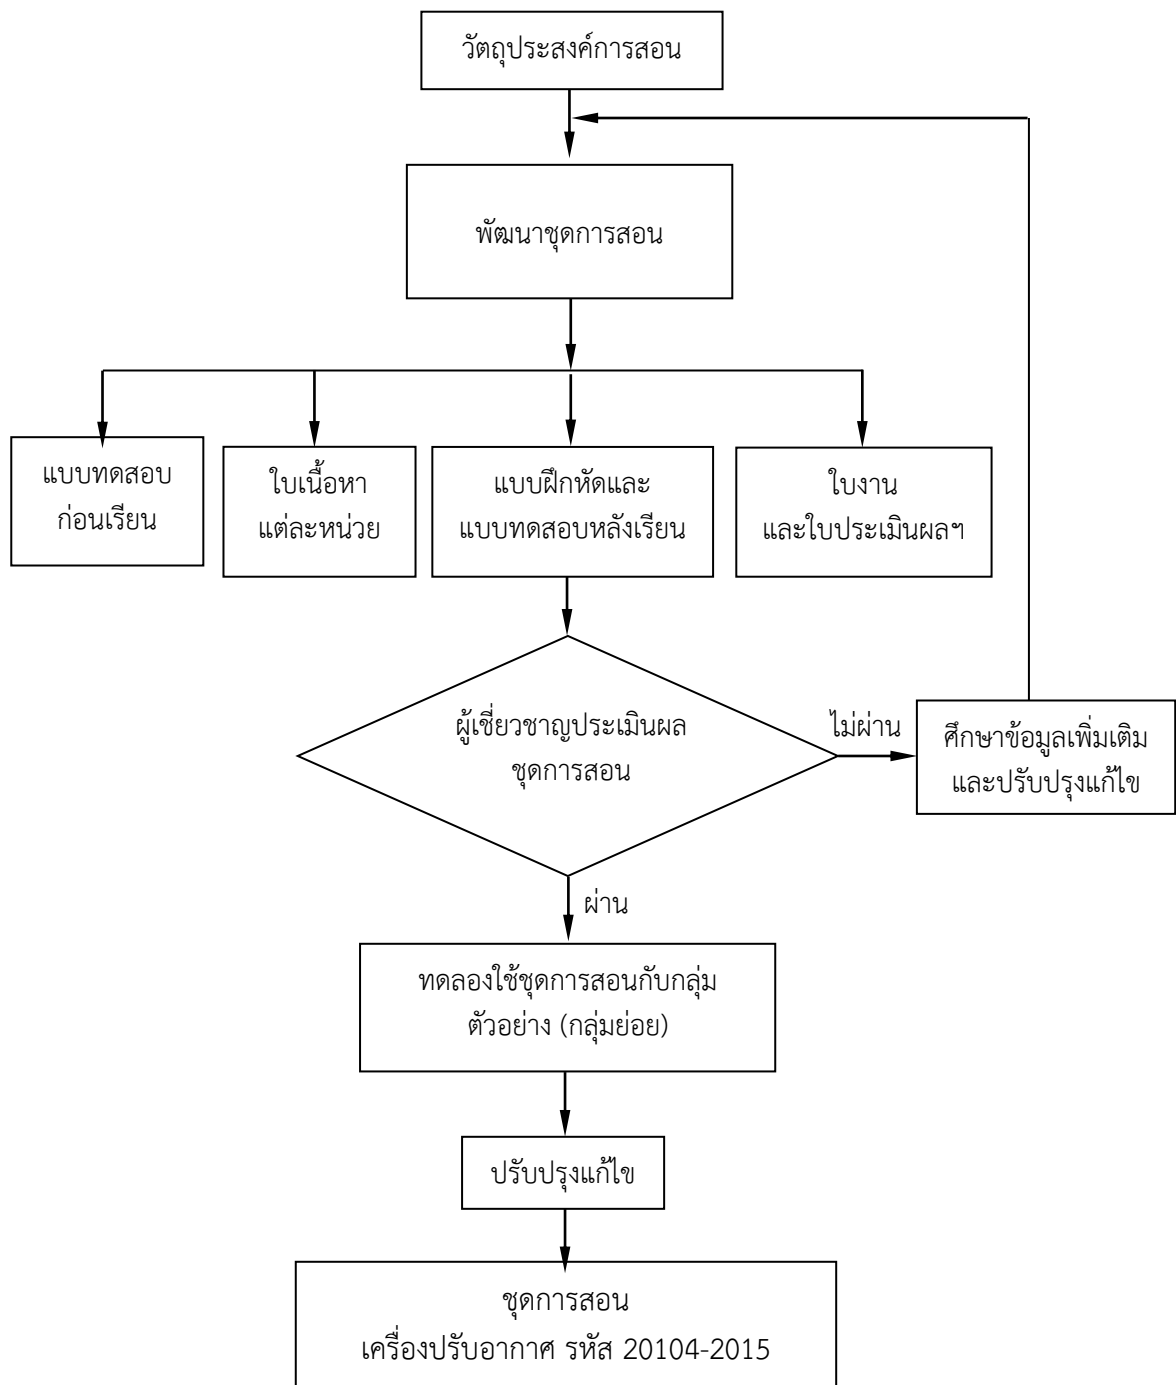 วัตถุประสงค์การสอน
พัฒนาชุดการสอน
แบบทดสอบ
ก่อนเรียน
ใบเนื้อหา
แต่ละหน่วย
แบบฝึกหัดและ
แบบทดสอบหลังเรียน
ใบงาน
และใบประเมินผลฯ
ผู้เชี่ยวชาญประเมินผล
ชุดการสอน
ไม่ผ่าน
ศึกษาข้อมูลเพิ่มเติม
และปรับปรุงแก้ไข
ผ่าน
ทดลองใช้ชุดการสอนกับกลุ่ม
ตัวอย่าง (กลุ่มย่อย)
ปรับปรุงแก้ไข
ชุดการสอน
เครื่องปรับอากาศ รหัส 20104-2015